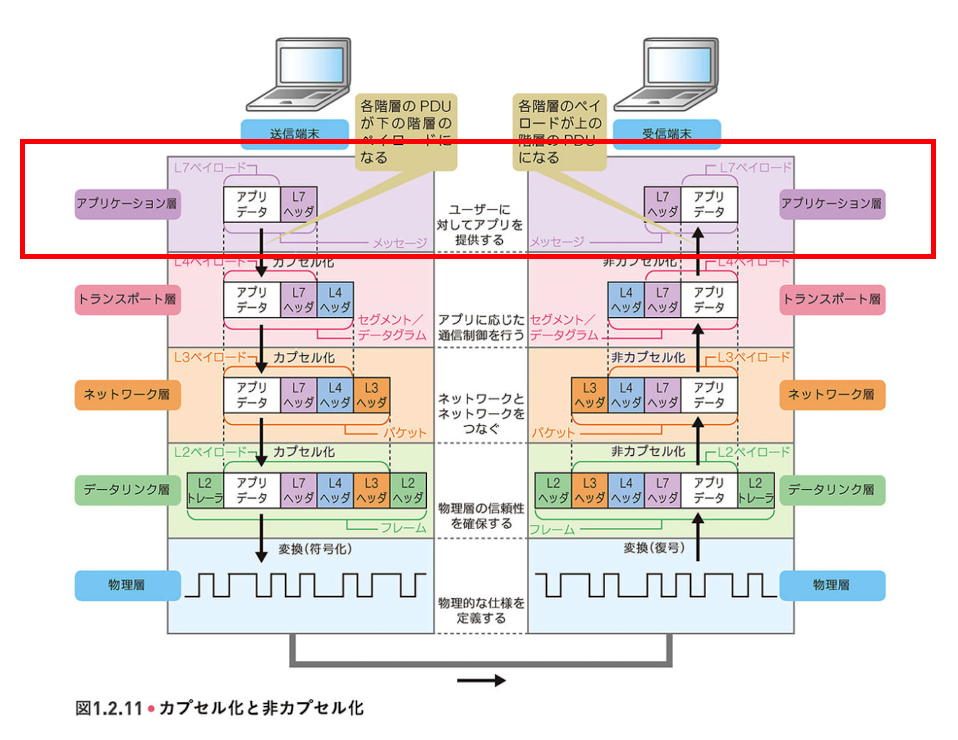 各階層の PDU
が下の階層の
ペイロードに
なる
各階層のペイ
ロードが上の
階層のPDU
になる
送信端末
受信端末
L7ペイロード
L7ペイロード
アプリケーション層
アプリ
データ
L7
ヘッダ
メッセージ
ユーザーに
対してアプリを
提供する
L7
ヘッダ
アプリ
データ
メッセージ
アプリケーション層
L4ペイロード
カプセル化
非カプセル化
L4ペイロード
トランスポート層
アプリ
データ
L7
ヘッダ
L4
ヘッダ
セグメント／
データグラム
アプリに応じた
通信制御を行う
L4
ヘッダ
L7
ヘッダ
アプリ
データ
セグメント／
データグラム
トランスポート層
L3ペイロード
カプセル化
非カプセル化
L3ペイロード
ネットワーク層
アプリ
データ
L7
ヘッダ
L4
ヘッダ
L3
ヘッダ
パケット
ネットワークと
ネットワークを
つなぐ
L3
ヘッダ
L4
ヘッダ
L7
ヘッダ
アプリ
データ
パケット
ネットワーク層
L2ペイロード
カプセル化
非カプセル化
L2ペイロード
データリンク層
L2
トレーラ
アプリ
データ
L7
ヘッダ
L4
ヘッダ
L3
ヘッダ
L2
ヘッダ
フレーム
物理層の信頼性
を確保する
L2
ヘッダ
L3
ヘッダ
L4
ヘッダ
L7
ヘッダ
アプリ
データ
L2
トレーラ
フレーム
データリンク層
変換（符号化）
変換（復号）
物理層
物理的な仕様を
定義する
物理層
図1.2.11 • カプセル化と非カプセル化